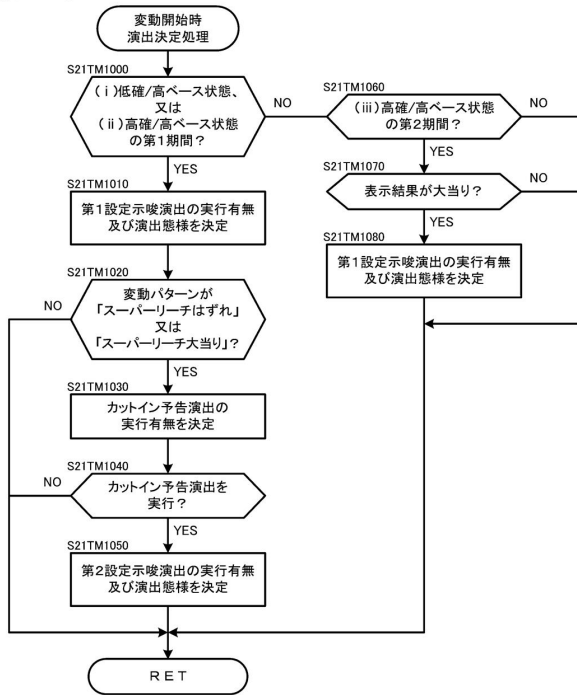 変動開始時
演出決定処理
S21TM1000
(ⅰ)低確/高ベース状態、
又は
(ⅱ)高確/高ベース状態
の第1期間?
NO
YES
S21TM1010
第1設定示唆演出の実行有無
及び演出態様を決定
S21TM1020
変動パターンが
「スーパーリーチはずれ」
又は
「スーパーリーチ大当り」?
NO
YES
S21TM1030
カットイン予告演出の
実行有無を決定
S21TM1040
カットイン予告演出を
実行?
NO
YES
S21TM1050
第2設定示唆演出の実行有無
及び演出態様を決定
S21TM1060
(ⅲ)高確/高ベース状態
の第2期間?
NO
YES
S21TM1070
表示結果が大当り?
NO
YES
S21TM1080
第1設定示唆演出の実行有無
及び演出態様を決定
RET